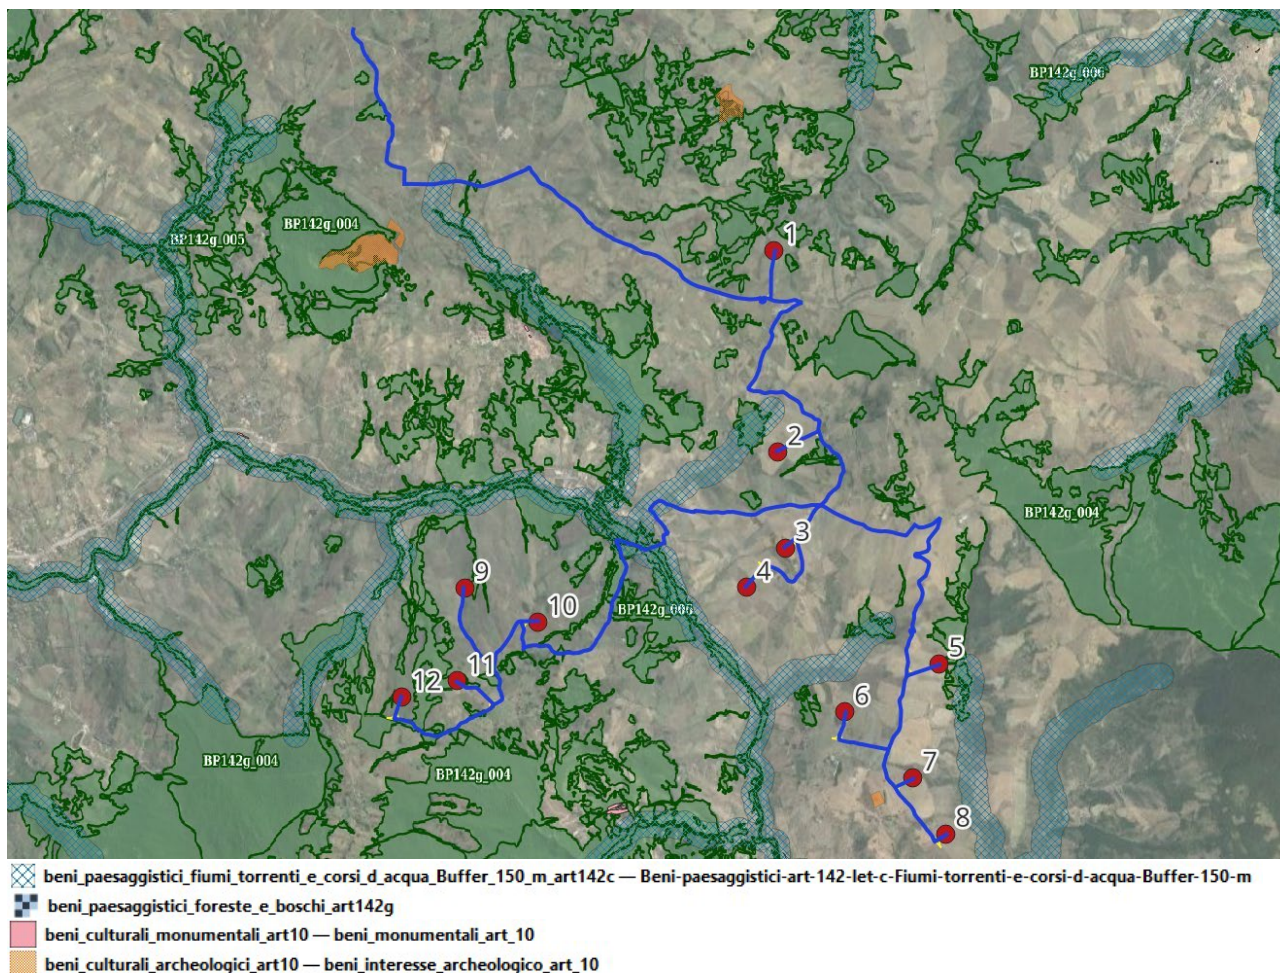 BP142g_006
1
BP142g_004
BP142g_005
2
BP142g_004
3
4
9
10
BP142g_006
5
11
12
6
BP142g_004
BP142g_004
7
8
beni_paesaggistici_fiumi_torrenti_e_corsi_d_acqua_Buffer_150_m_art142c — Beni-paesaggistici-art-142-let-c-Fiumi-torrenti-e-corsi-d-acqua-Buffer-150-m
beni_paesaggistici_foreste_e_boschi_art142g
beni_culturali_monumentali_art10 — beni_monumentali_art_10
beni_culturali_archeologici_art10 — beni_interesse_archeologico_art_10